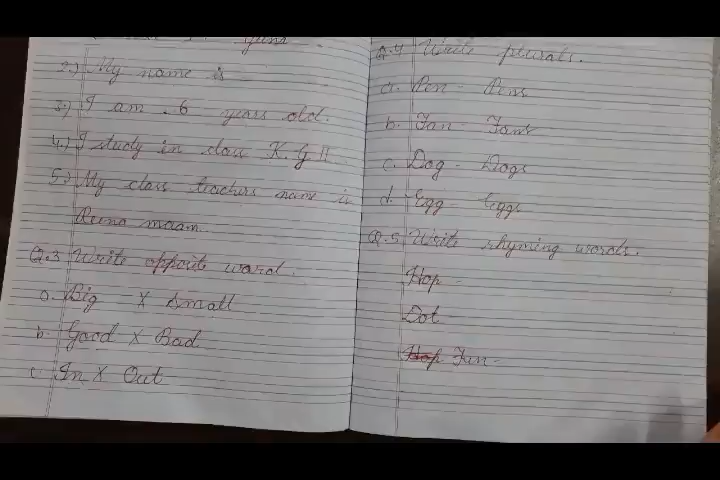 2.) My name is
3.) I am 6 years old.
4.) I study in class K.G II
5.) My class teachers name is
Reena maam.
Q.3 Write opposite word.
a. Big X Small
b. Good X Bad
c. In X Out
Q.4 Write plurals.
a. Pen - Pens
b. Fan - Fans
c. Dog - Dogs
d. Egg - Eggs
Q.5 Write rhyming words.
Hop -
Dot -
Hop Fun -